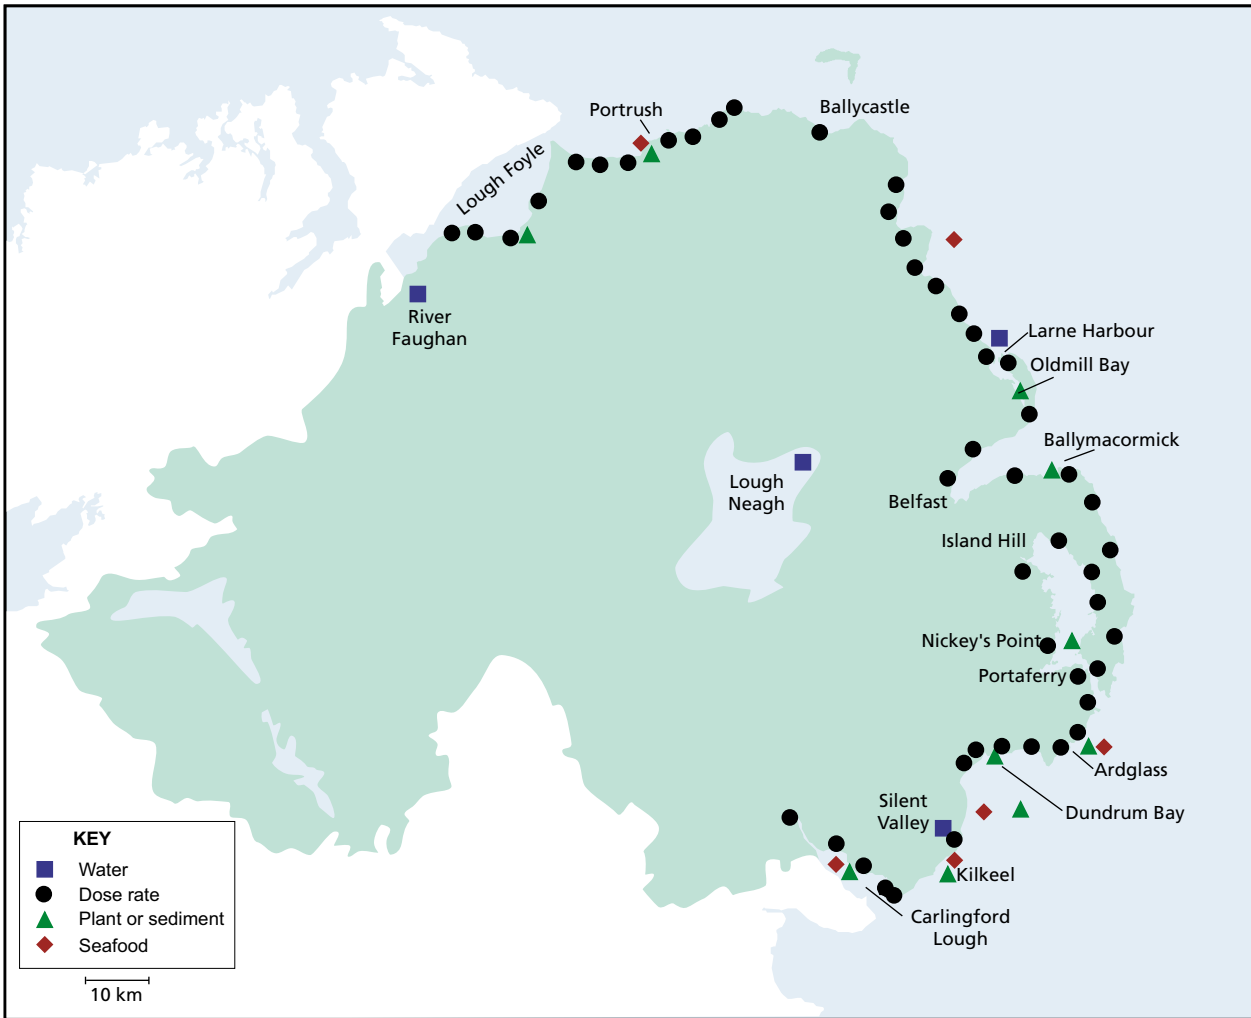 Portrush
Ballycastle
Lough Foyle
River
Faughan
Larne Harbour
Oldmill Bay
Ballymacormick
Lough
Neagh
Belfast
Island Hill
Nickey's Point
Portaferry
Ardglass
Silent
Valley
Dundrum Bay
Kilkeel
Carlingford
Lough
KEY
Water
Dose rate
Plant or sediment
Seafood
10 km